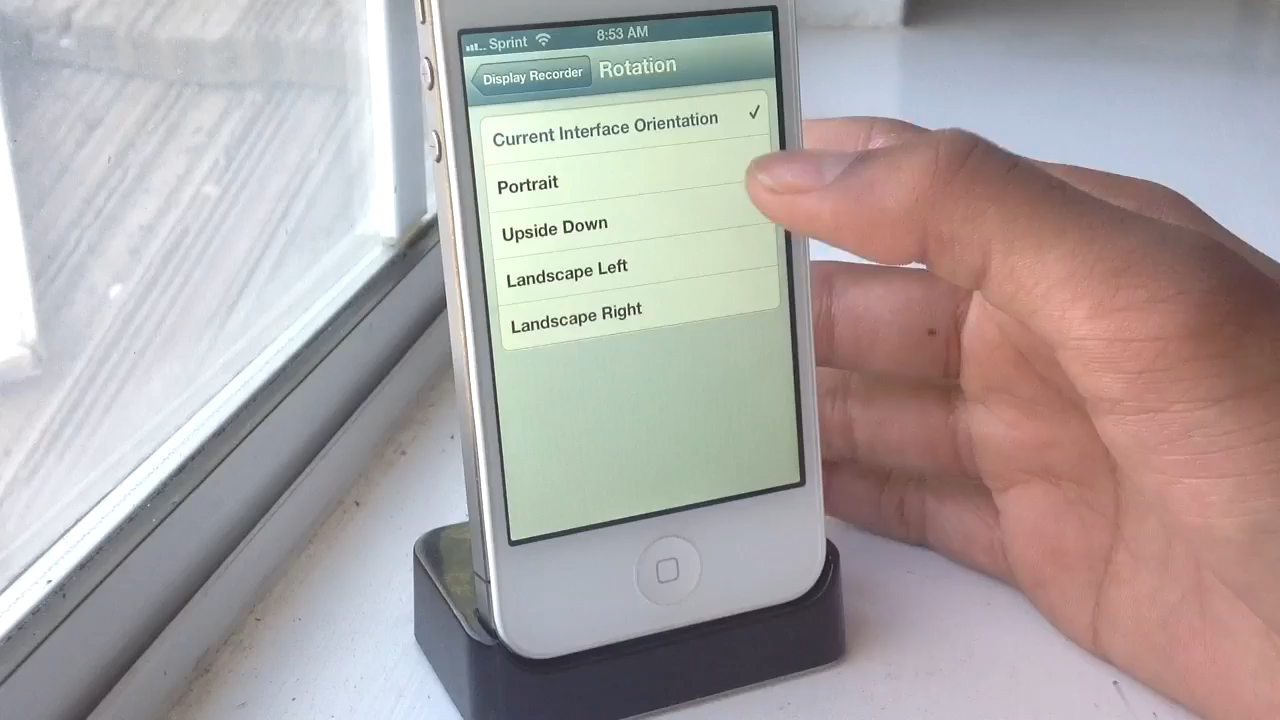 Sprint 8:53 AM
Display Recorder Rotation
Current Interface Orientation
Portrait
Upside Down
Landscape Left
Landscape Right